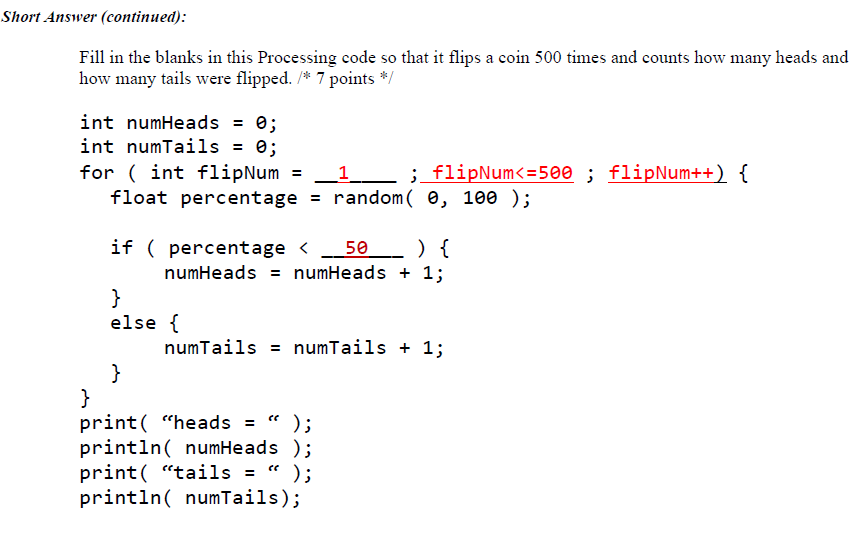 Short Answer (continued):
Fill in the blanks in this Processing code so that it flips a coin 500 times and counts how many heads and
how many tails were flipped. /* 7 points */
int numHeads = 0;
int numTails = 0;
for ( int flipNum = __1____ ;_flipNum<=500 ; flipNum++) {
float percentage = random( 0, 100 );
if ( percentage < __50___ ) {
numHeads = numHeads + 1;
}
else {
numTails = numTails + 1;
}
}
print( “heads = “ );
println( numHeads );
print( “tails = “ );
println( numTails);